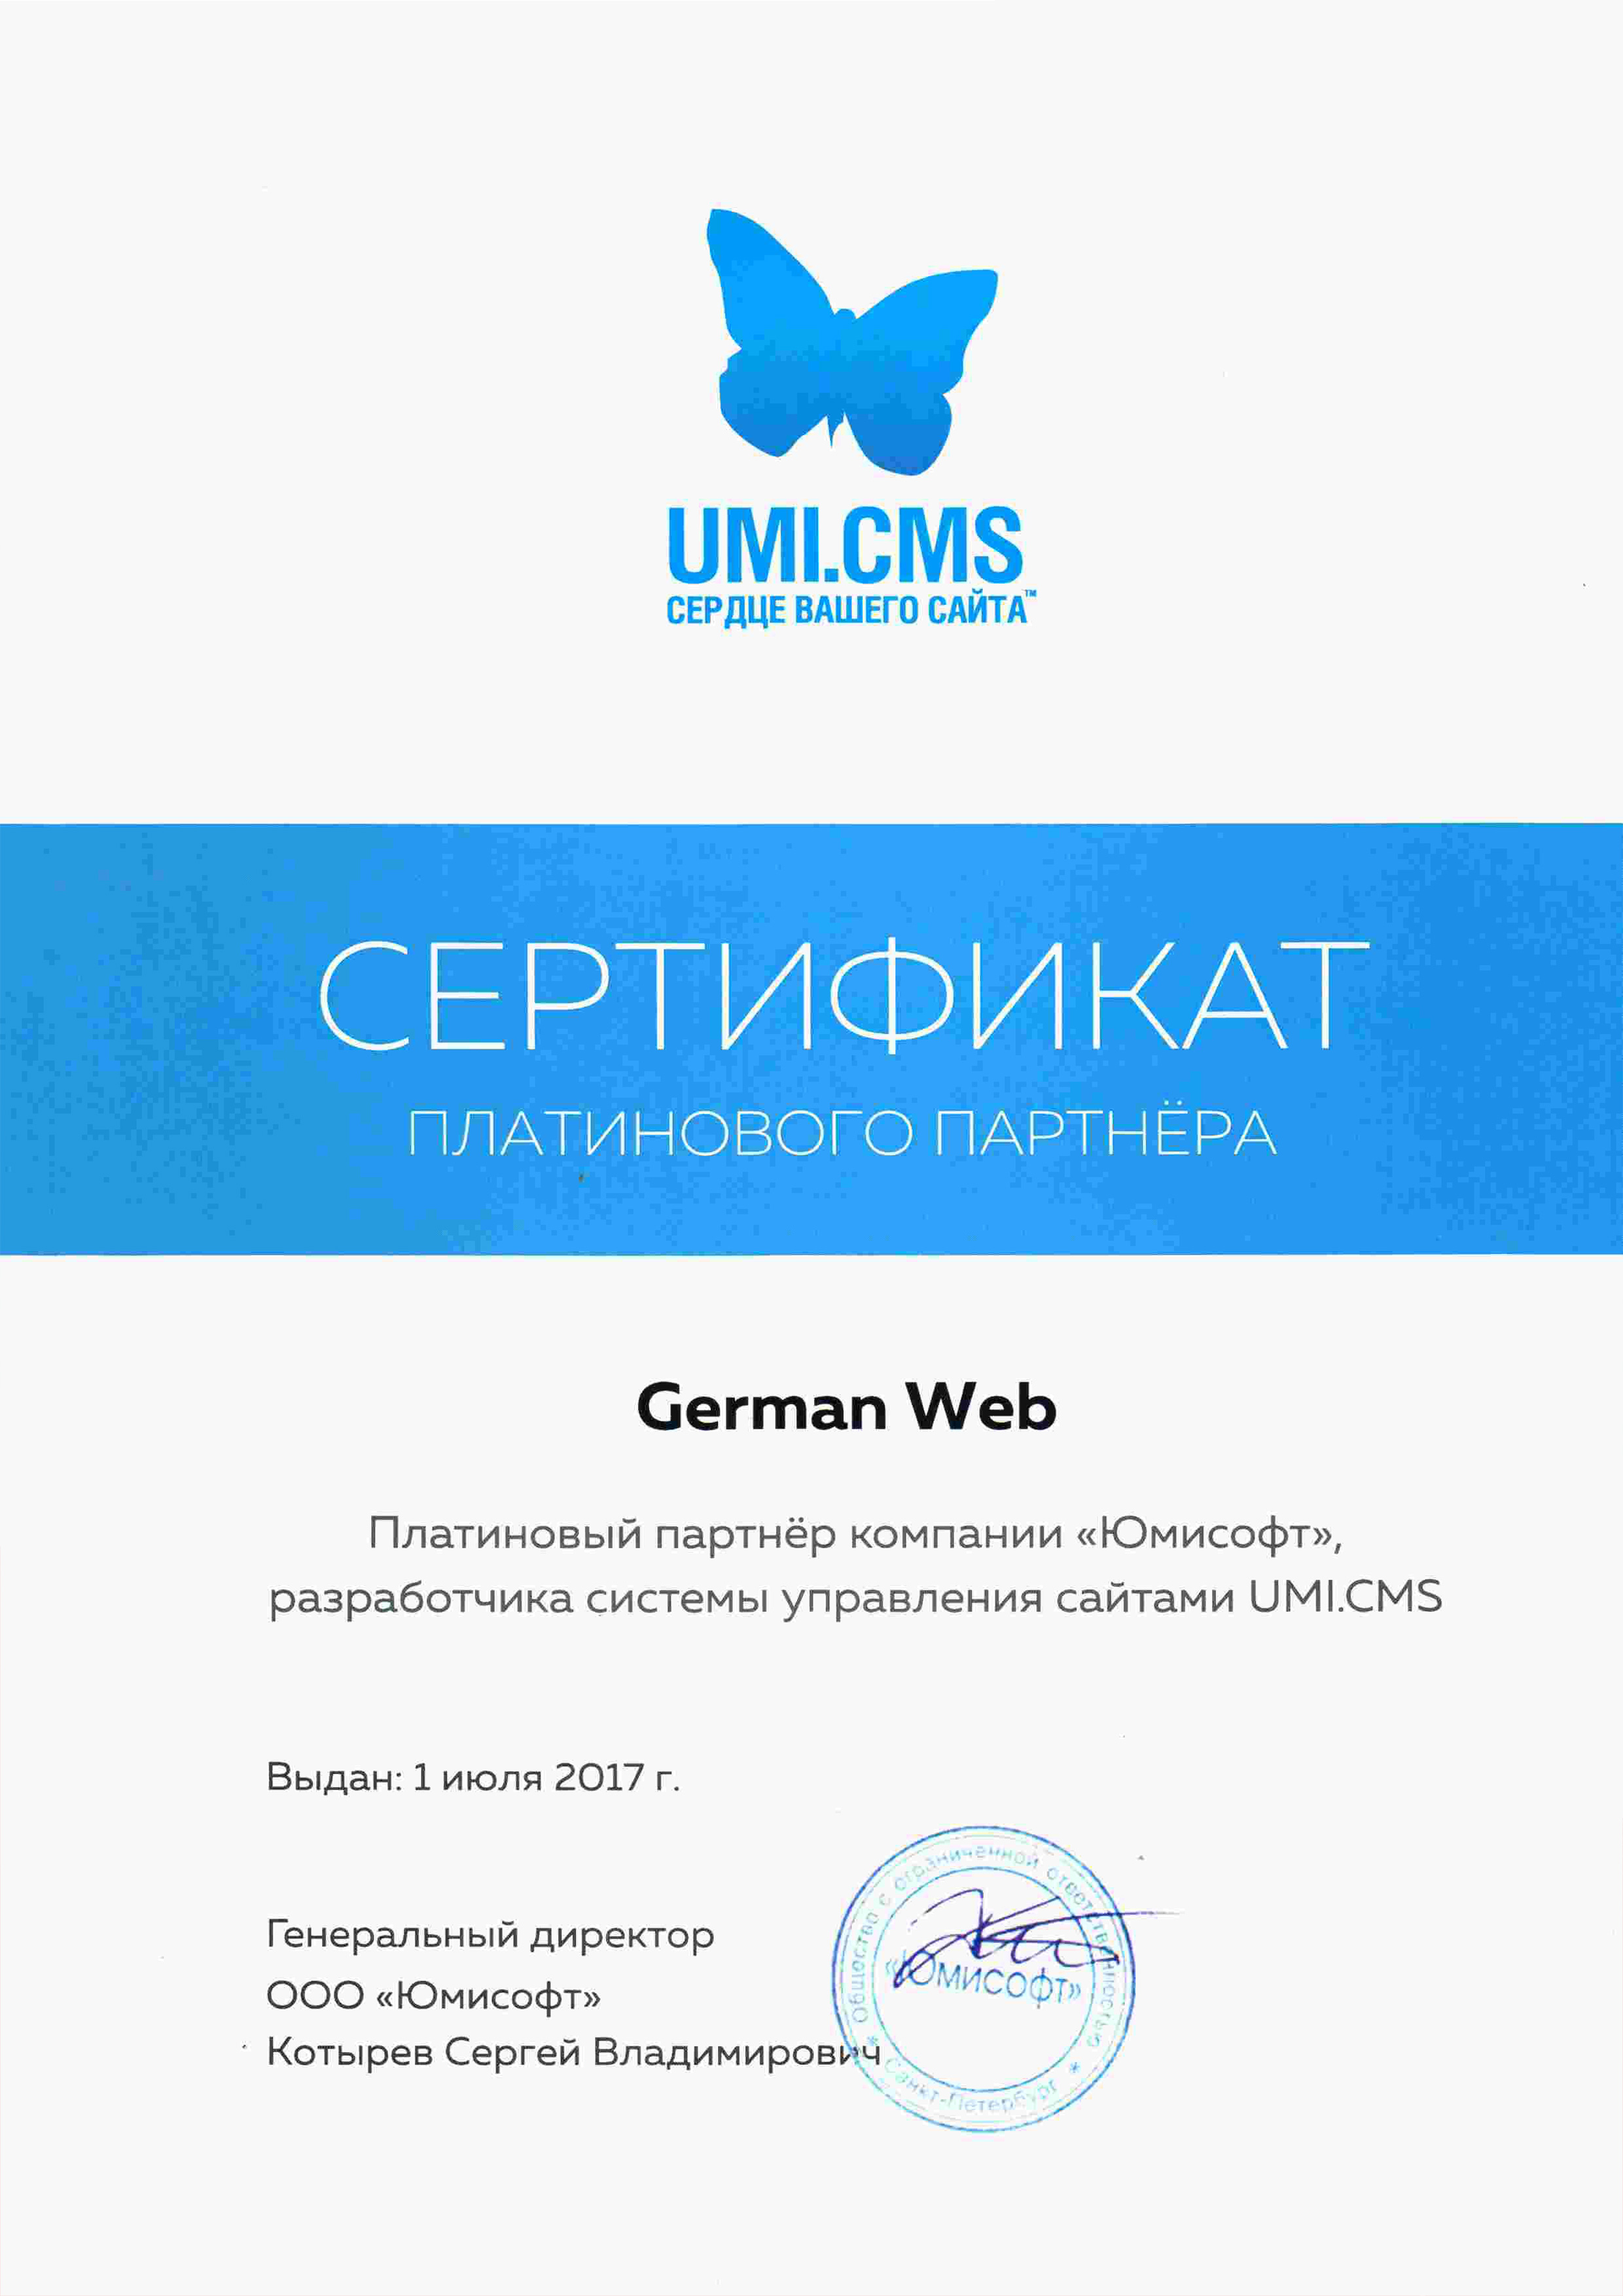 UMI.CMS
СЕРДЦЕ ВАШЕГО САЙТА™
СЕРТИФИКАТ
ПЛАТИНОВОГО ПАРТНЁРА
German Web
Платиновый партнёр компании «Юмисофт»,
разработчика системы управления сайтами UMI.CMS
Выдан: 1 июля 2017 г.
Генеральный директор
ООО «Юмисофт»
Котырев Сергей Владимирович
Общество с ограниченной ответственностью
«Юмисофт»
* Санкт-Петербург *